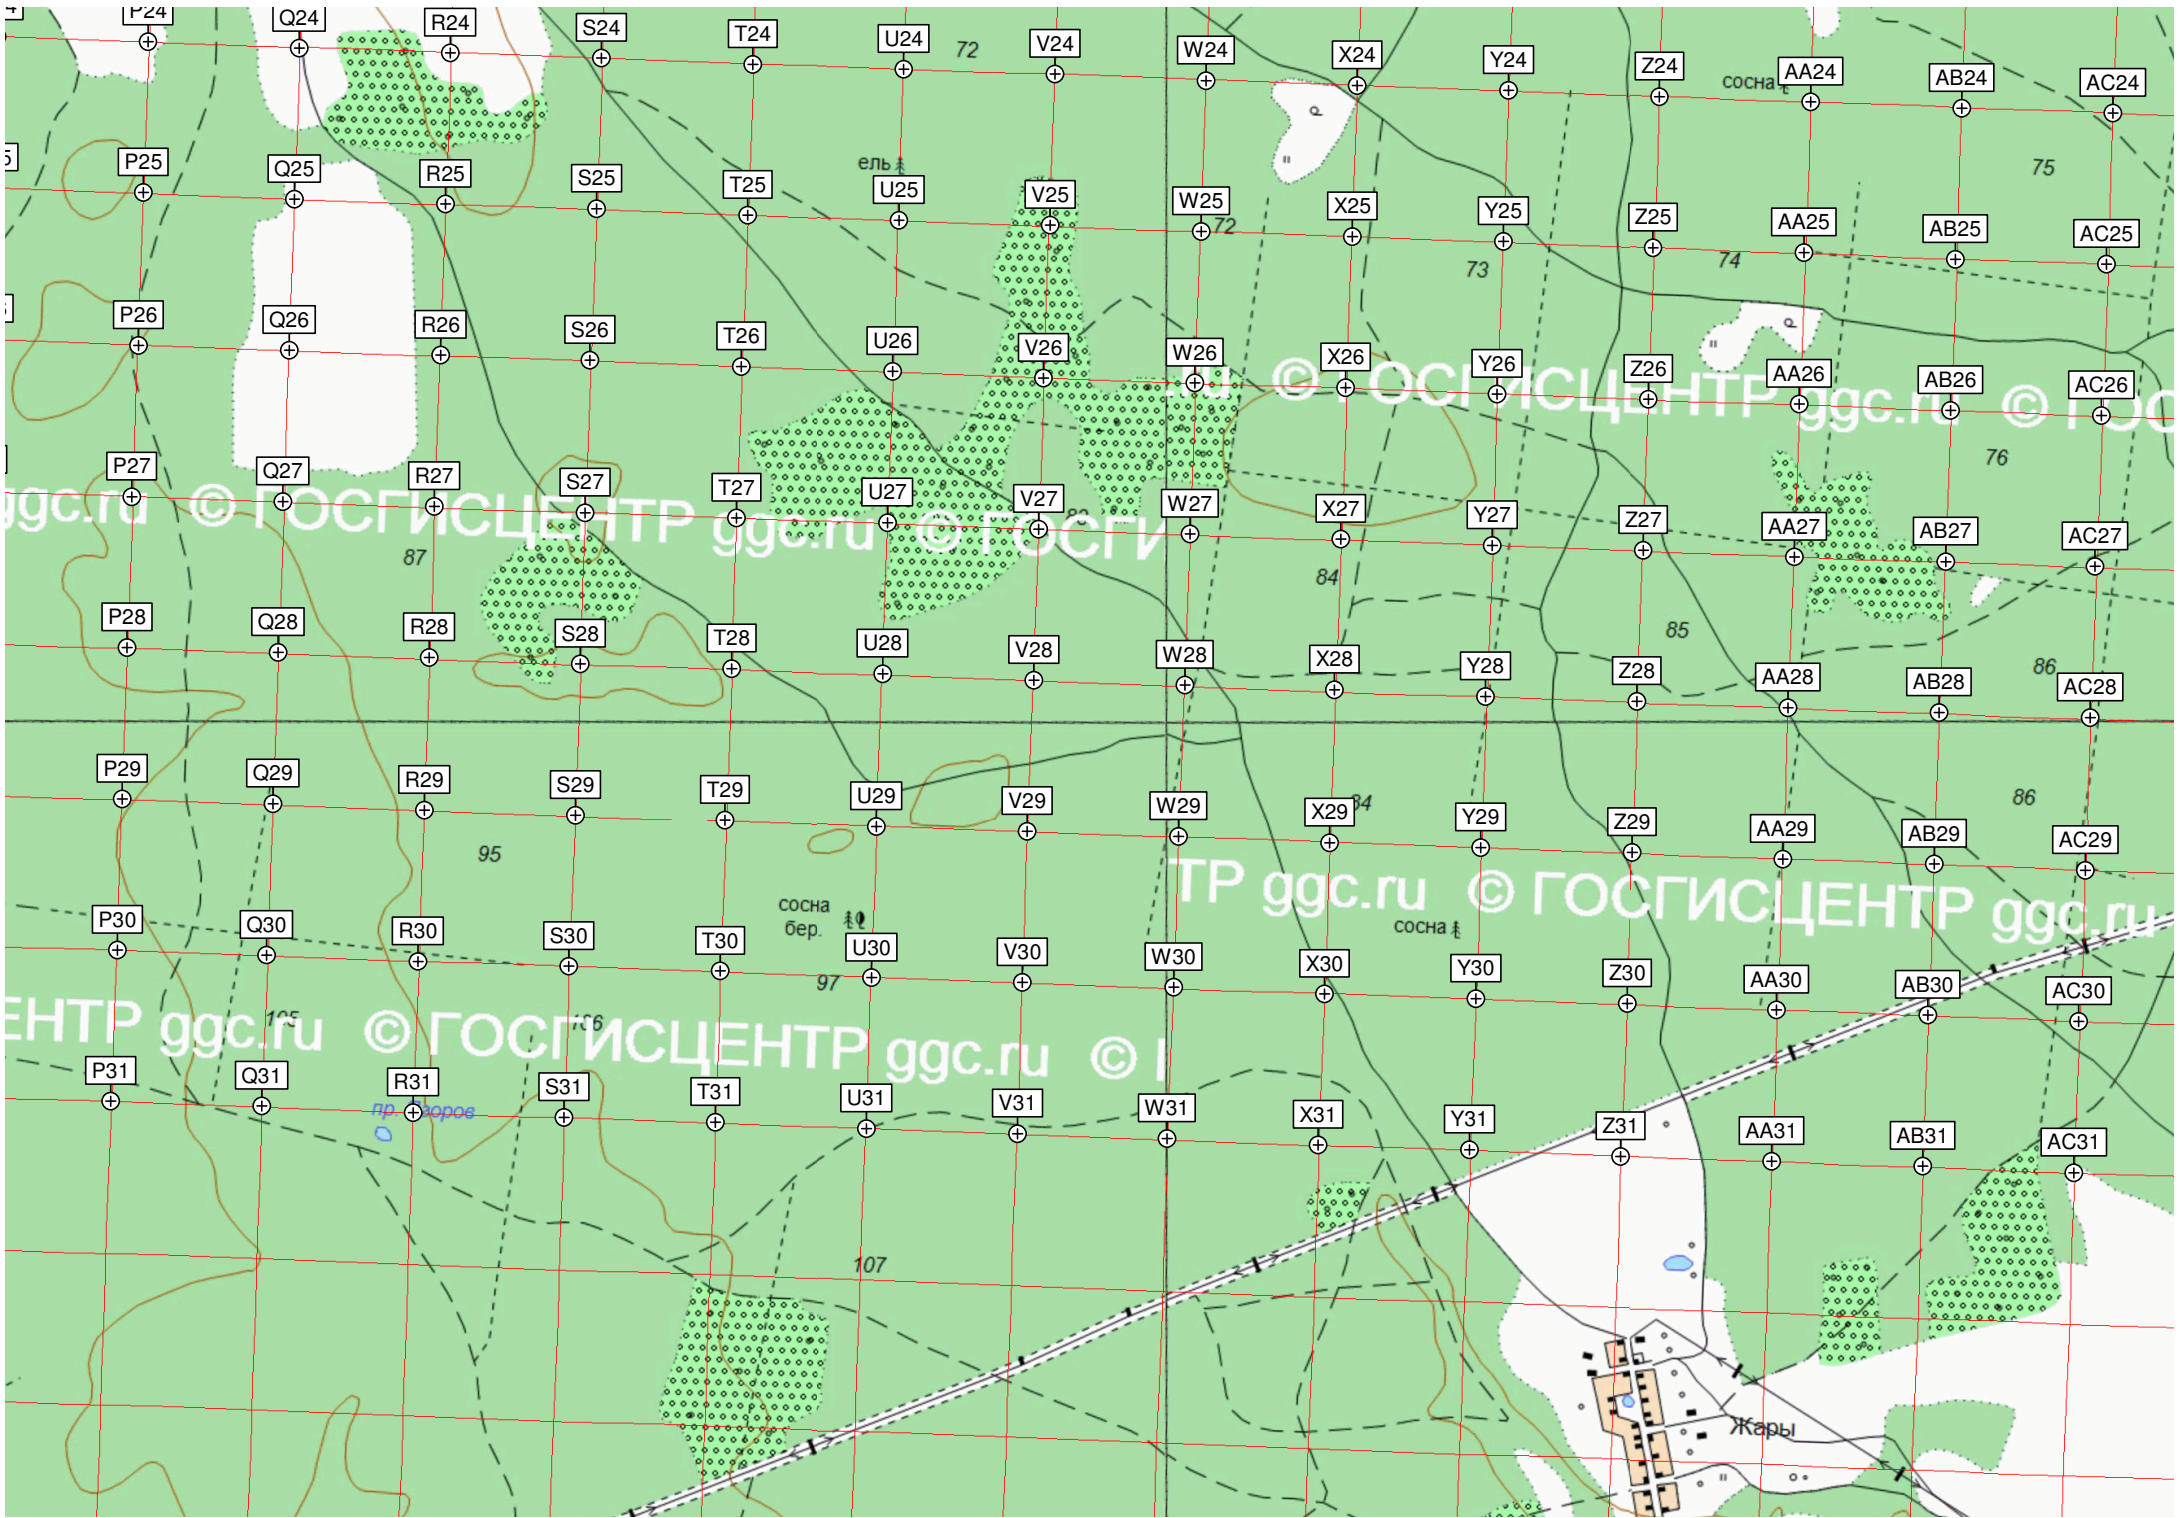 P24 Q24 R24 S24 T24 U24 72 V24 W24 X24 Y24 Z24 сосна AA24 AB24 AC24
P25 Q25 R25 S25 T25 ель U25 V25 W25 72 X25 Y25 Z25 AA25 AB25 75 AC25
73 74
P26 Q26 R26 S26 T26 U26 V26 W26 X26 Y26 Z26 AA26 AB26 AC26
.ru © ГОСГИСЦЕНТР ggc.ru © ГОС
76
P27 Q27 R27 S27 T27 U27 V27 W27 X27 Y27 Z27 AA27 AB27 AC27
ggc.ru © ГОСГИСЦЕНТР ggc.ru © ГОСГИ
87 84
P28 Q28 R28 S28 T28 U28 V28 W28 X28 Y28 Z28 AA28 AB28 AC28
85 86
P29 Q29 R29 S29 T29 U29 V29 W29 X29 84 Y29 Z29 AA29 AB29 86 AC29
95
ТР ggc.ru © ГОСГИСЦЕНТР ggc.ru
сосна
бер.
сосна
P30 Q30 R30 S30 T30 U30 V30 W30 X30 Y30 Z30 AA30 AB30 AC30
97
105 106
ЕНТР ggc.ru © ГОСГИСЦЕНТР ggc.ru © Г
P31 Q31 R31 S31 T31 U31 V31 W31 X31 Y31 Z31 AA31 AB31 AC31
пр.
107
Жары